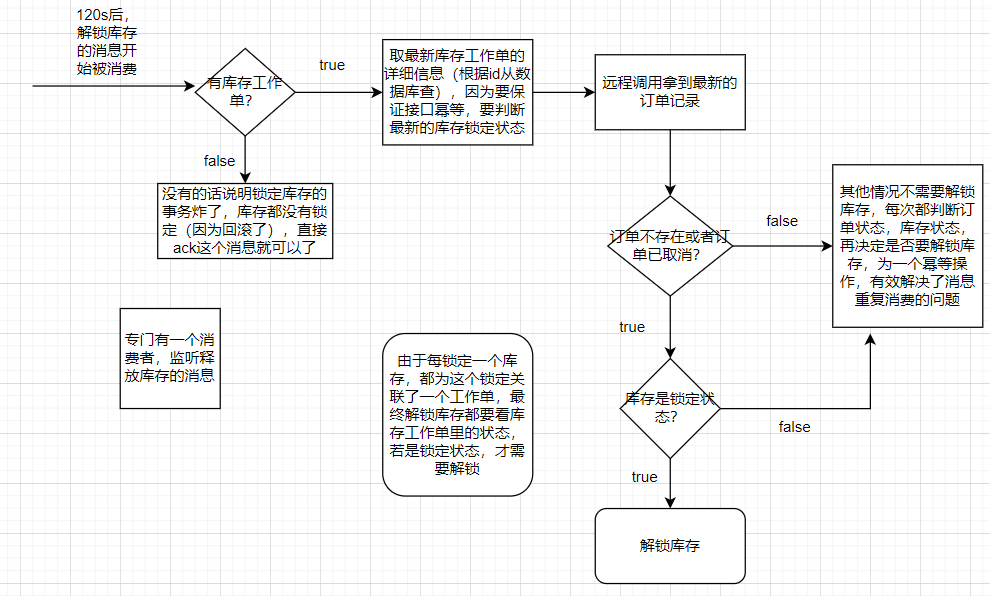 120s后，
解锁库存
的消息开
始被消费
有库存工作
单？
true
取最新库存工作单的
详细信息（根据id从数
据库查），因为要保
证接口幂等，要判断
最新的库存锁定状态
远程调用拿到最新的
订单记录
false
没有的话说明锁定库存的
事务炸了，库存都没有锁
定（因为回滚了），直接
ack这个消息就可以了
订单不存在或者订
单已取消？
false
其他情况不需要解锁
库存，每次都判断订
单状态，库存状态，
再决定是否要解锁库
存，为一个幂等操
作，有效解决了消息
重复消费的问题
true
专门有一个消
费者，监听释
放库存的消息
由于每锁定一个库
存，都为这个锁定关
联了一个工作单，最
终解锁库存都要看库
存工作单里的状态，
若是锁定状态，才需
要解锁
库存是锁定状
态？
false
true
解锁库存